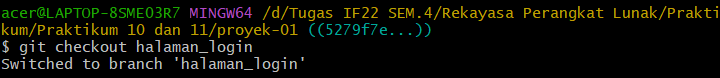 acer@LAPTOP-8SME03R7 MINGW64 /d/Tugas IF22 SEM.4/Rekayasa Perangkat Lunak/Prakti
kum/Praktikum 10 dan 11/proyek-01 ((5279f7e...))
$ git checkout halaman_login
Switched to branch 'halaman_login'